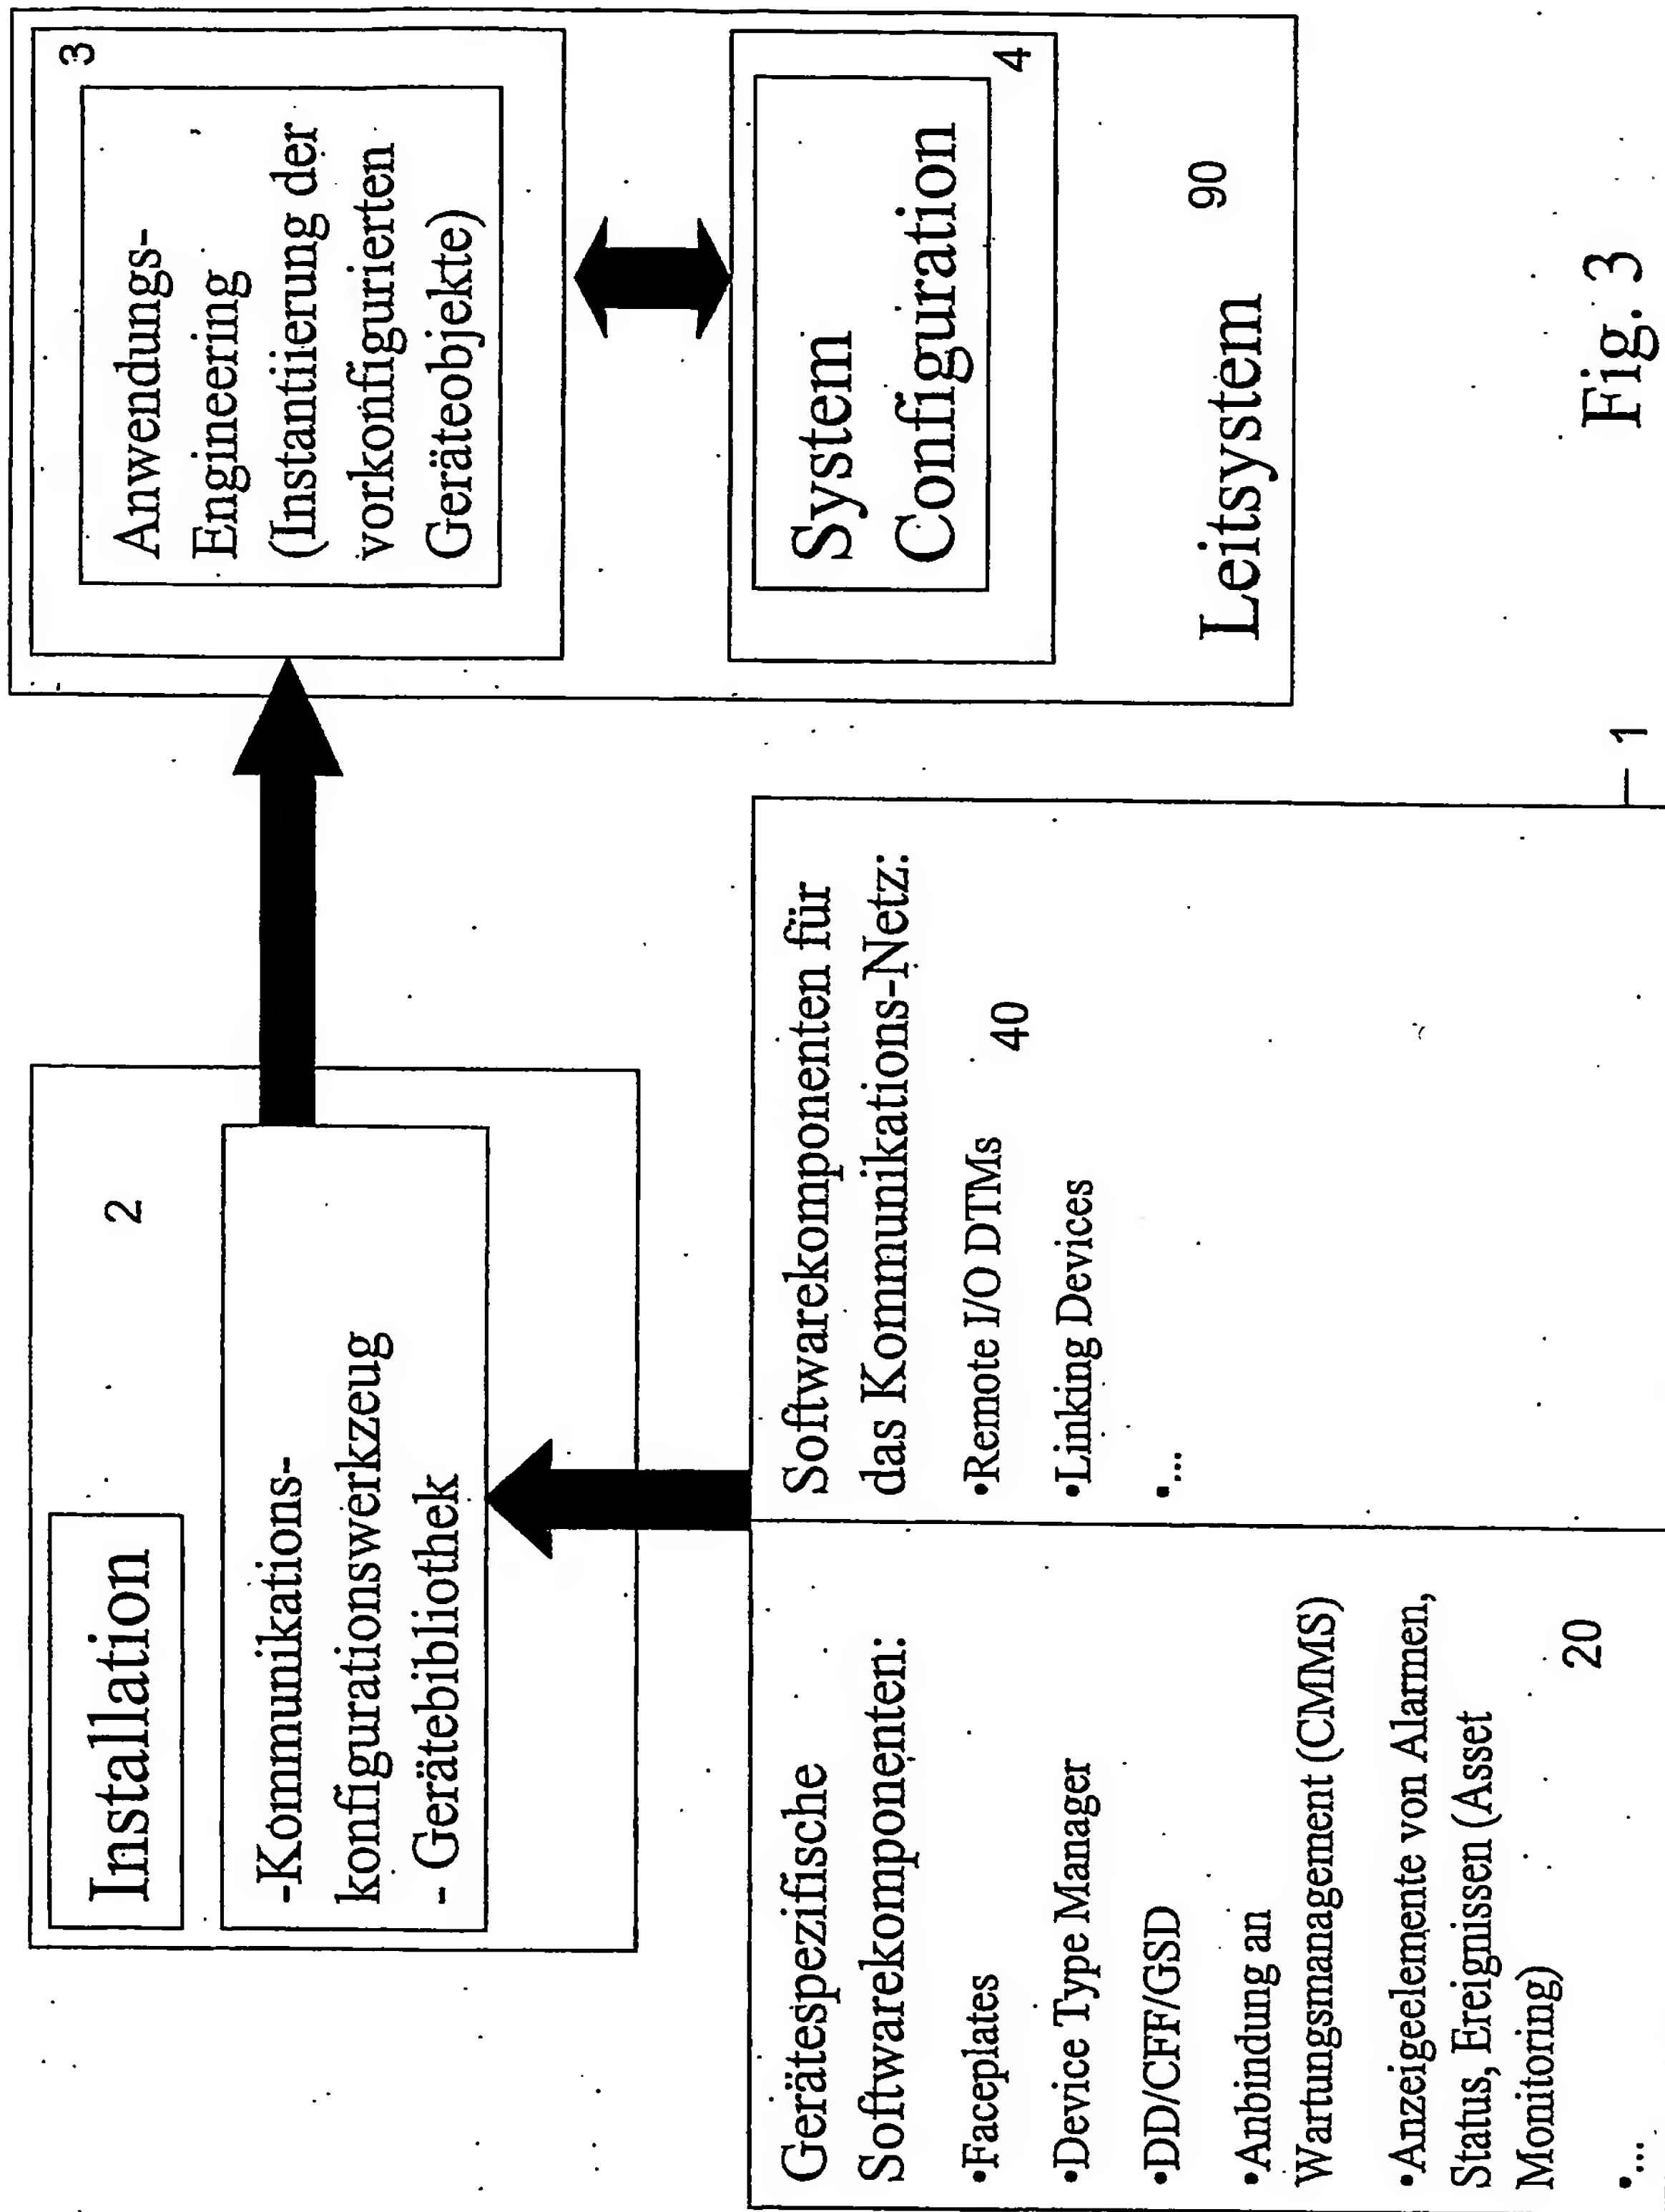 Installation
2
-Kommunikations-
konfigurationswerkzeug
- Gerätebibliothek
3
Anwendungs-
Engineering
(Instantiierung der
vorkonfigurierten
Geräteobjekte)
System
Configuration
4
Leitsystem
90
Gerätespezifische
Softwarekomponenten:
•Faceplates
•Device Type Manager
•DD/CFF/GSD
•Anbindung an
Wartungsmanagement (CMMS)
•Anzeigeelemente von Alarmen,
Status, Ereignissen (Asset
Monitoring)
•...
20
Softwarekomponenten für
das Kommunikations-Netz:
•Remote I/O DTMs
40
•Linking Devices
•...
1
Fig. 3